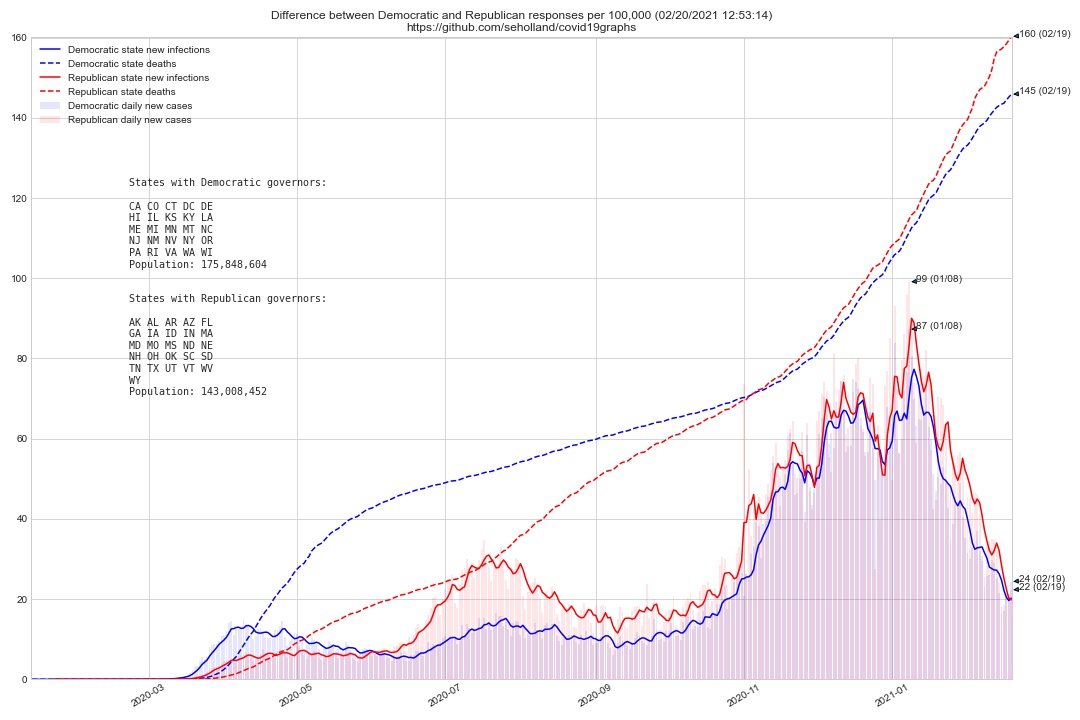 Difference between Democratic and Republican responses per 100,000 (02/20/2021 12:53:14)
https://github.com/seholland/covid19graphs
Democratic state new infections
Democratic state deaths
Republican state new infections
Republican state deaths
Democratic daily new cases
Republican daily new cases
States with Democratic governors:
CA CO CT DC DE
HI IL KS KY LA
ME MI MN MT NC
NJ NM NV NY OR
PA RI VA WA WI
Population: 175,848,604
States with Republican governors:
AK AL AR AZ FL
GA IA ID IN MA
MD MO MS ND NE
NH OH OK SC SD
TN TX UT VT WV
WY
Population: 143,008,452
160 (02/19)
145 (02/19)
99 (01/08)
87 (01/08)
24 (02/19)
22 (02/19)
160
140
120
100
80
60
40
20
0
2020-03
2020-05
2020-07
2020-09
2020-11
2021-01